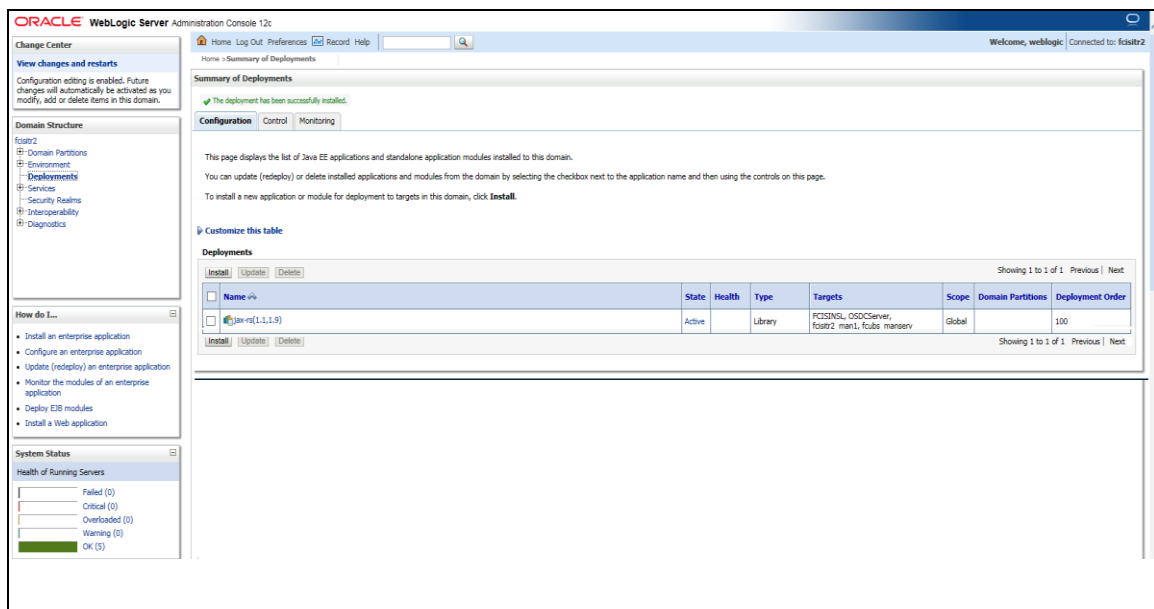 ORACLE WebLogic Server Administration Console 12c
Change Center
View changes and restarts
Configuration editing is enabled. Future
changes will automatically be activated as you
modify, add or delete items in this domain.
Domain Structure
fcisitr2
Domain Partitions
Environment
Deployments
Services
Security Realms
Interoperability
Diagnostics
How do I...
Install an enterprise application
Configure an enterprise application
Update (redeploy) an enterprise application
Monitor the modules of an enterprise
application
Deploy EJB modules
Install a Web application
System Status
Health of Running Servers
Failed (0)
Critical (0)
Overloaded (0)
Warning (0)
OK (5)
Home Log Out Preferences Record Help
Welcome, weblogic Connected to: fcisitr2
Home >Summary of Deployments
Summary of Deployments
The deployment has been successfully installed.
Configuration Control Monitoring
This page displays the list of Java EE applications and standalone application modules installed to this domain.
You can update (redeploy) or delete installed applications and modules from the domain by selecting the checkbox next to the application name and then using the controls on this page.
To install a new application or module for deployment to targets in this domain, click Install.
Customize this table
Deployments
Install Update Delete Showing 1 to 1 of 1 Previous | Next
Name State Health Type Targets Scope Domain Partitions Deployment Order
jax-rs(1.1,1.9) Active Library FCISINSL, OSDCServer, Global 100
fcisitr2_man1, fcubs_manserv
Install Update Delete Showing 1 to 1 of 1 Previous | Next